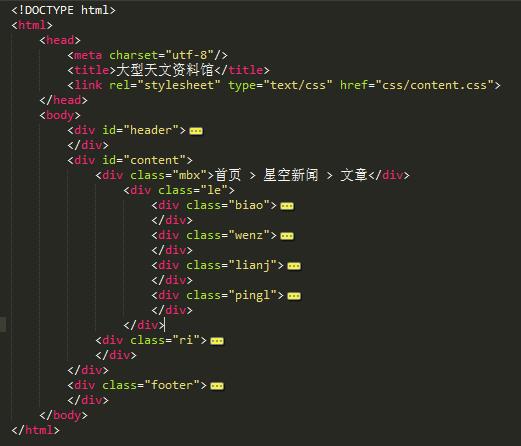 <!DOCTYPE html>
<html>
    <head>
        <meta charset="utf-8"/>
        <title>大型天文资料馆</title>
        <link rel="stylesheet" type="text/css" href="css/content.css">
    </head>
    <body>
        <div id="header">
        </div>
        <div id="content">
            <div class="mbx">首页 > 星空新闻 > 文章</div>
                <div class="le">
                    <div class="biao">
                    </div>
                    <div class="wenz">
                    </div>
                    <div class="lianj">
                    </div>
                    <div class="pingl">
                    </div>
                </div>
            <div class="ri">
            </div>
        </div>
        <div class="footer">
        </div>
    </body>
</html>